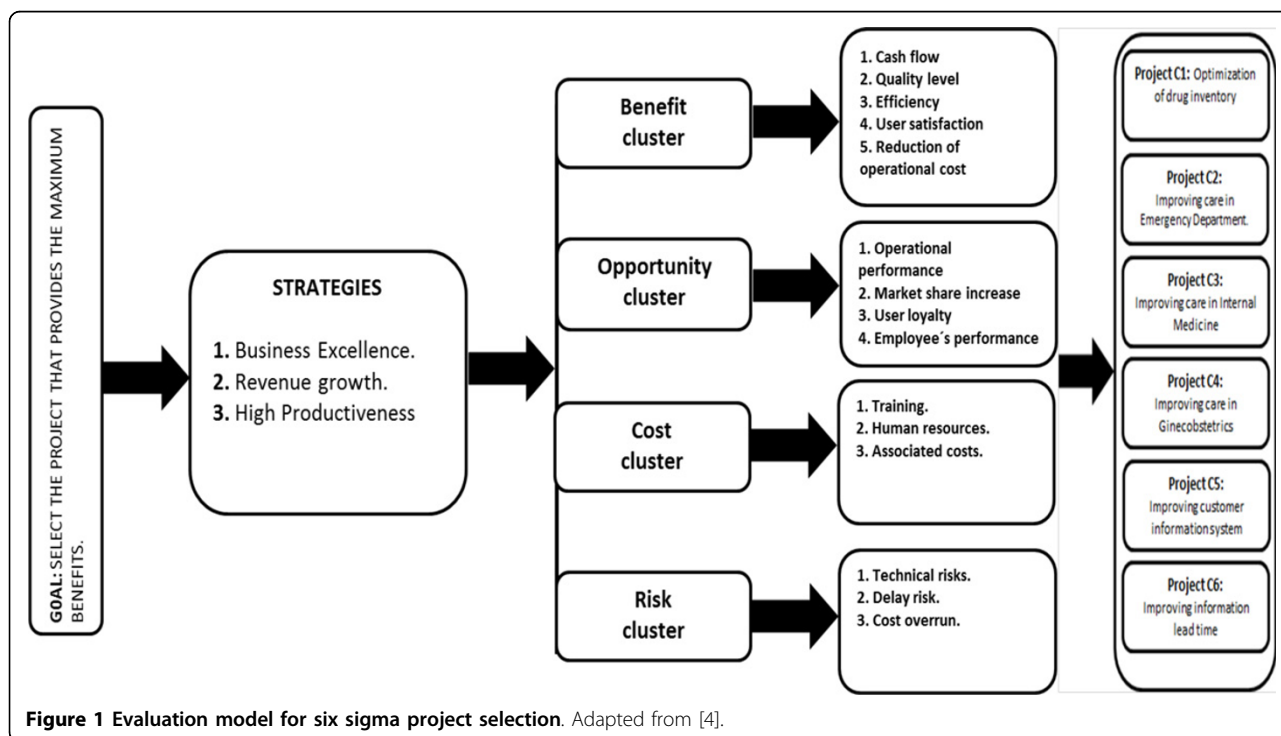 GOAL: SELECT THE PROJECT THAT PROVIDES THE MAXIMUM
BENEFITS.
STRATEGIES
1. Business Excellence.
2. Revenue growth.
3. High Productiveness
Benefit
cluster
Opportunity
cluster
Cost
cluster
Risk
cluster
1. Cash flow
2. Quality level
3. Efficiency
4. User satisfaction
5. Reduction of
operational cost
1. Operational
performance
2. Market share increase
3. User loyalty
4. Employee´s performance
1. Training.
2. Human resources.
3. Associated costs.
1. Technical risks.
2. Delay risk.
3. Cost overrun.
Project C1: Optimization
of drug inventory
Project C2:
Improving care in
Emergency Department.
Project C3:
Improving care in Internal
Medicine
Project C4:
Improving care in
Ginecobstetrics
Project C5:
Improving customer
information system
Project C6:
Improving information
lead time
Figure 1 Evaluation model for six sigma project selection. Adapted from [4].